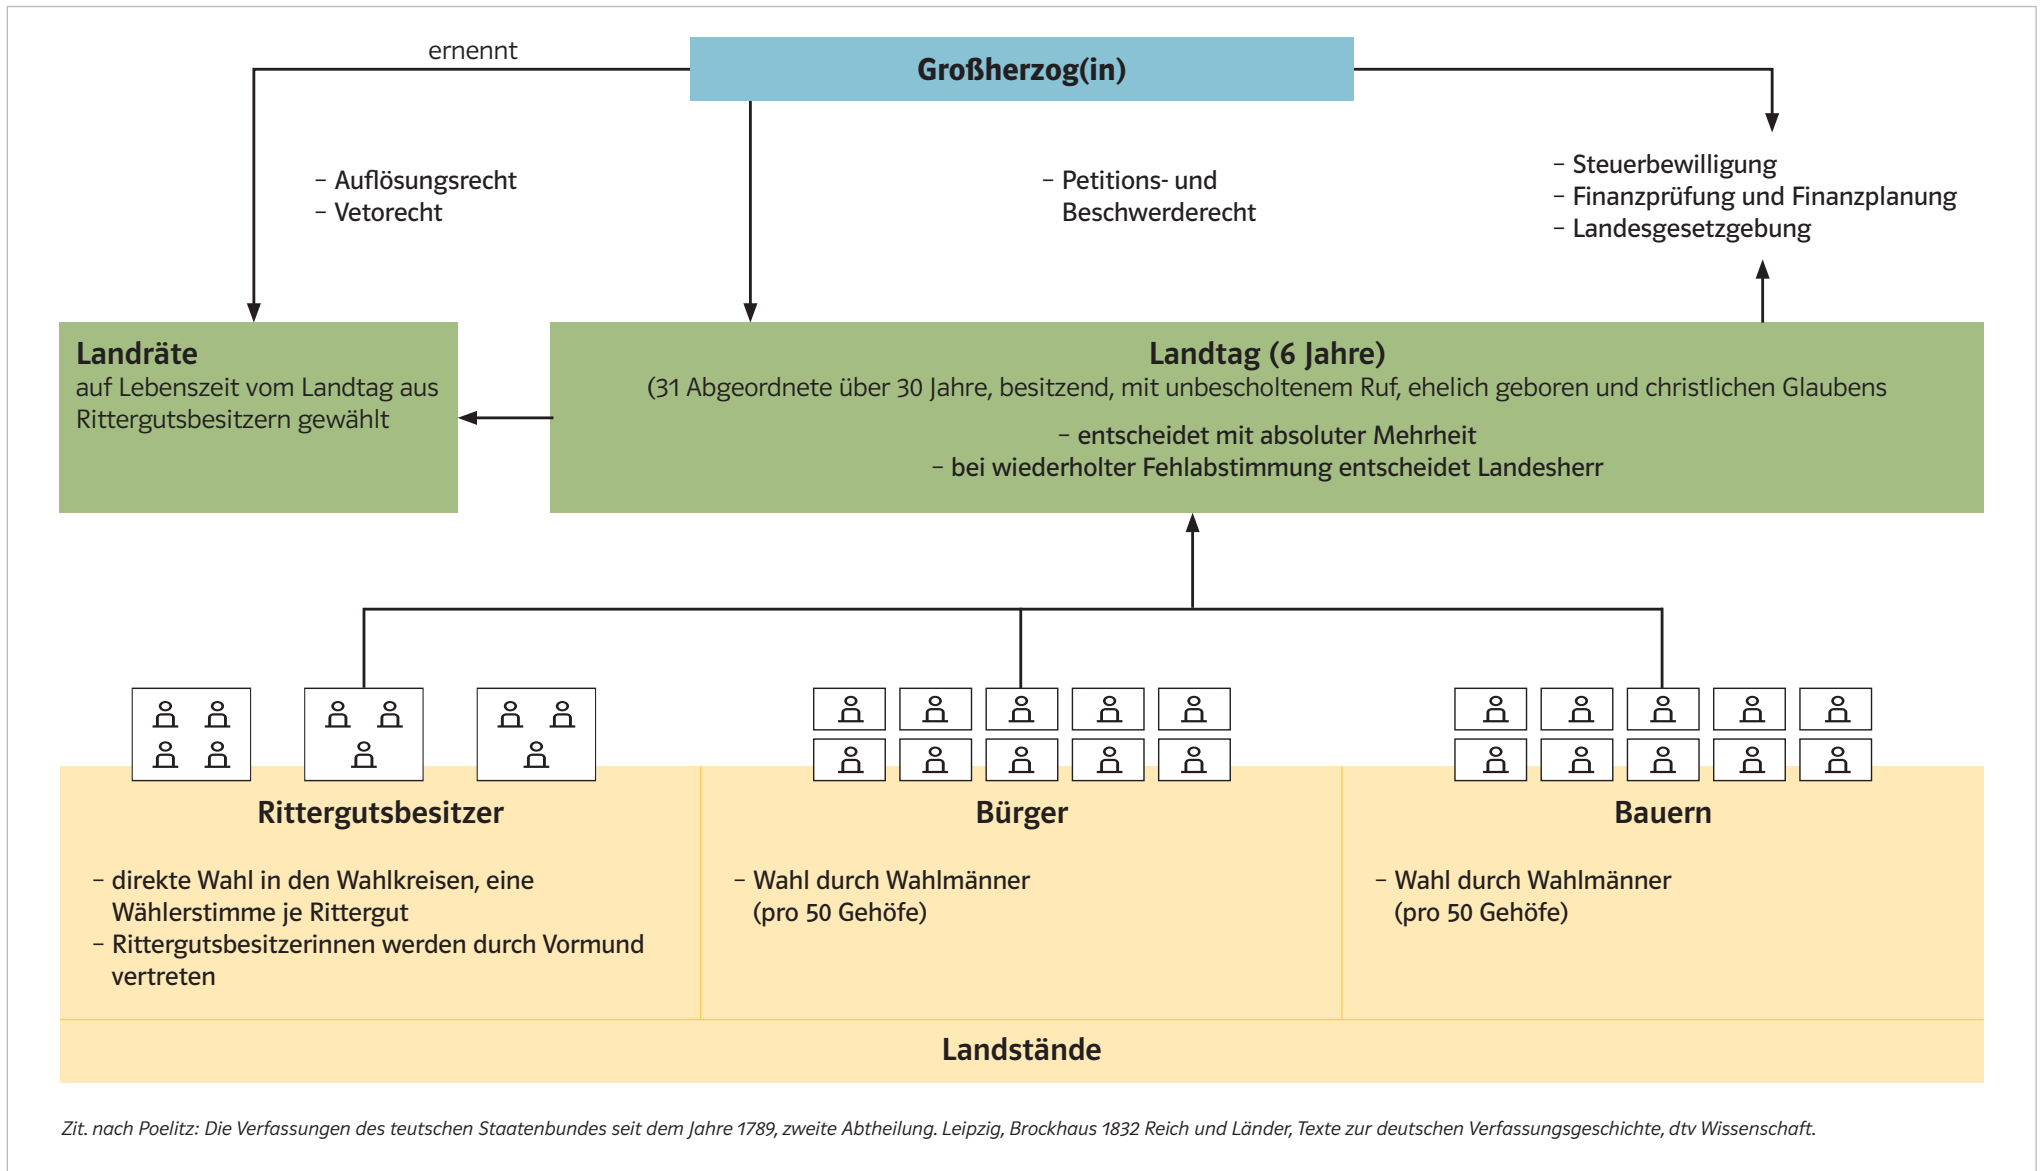 ernennt
Großherzog(in)
– Auflösungsrecht
– Vetorecht
– Petitions- und
Beschwerderecht
– Steuerbewilligung
– Finanzprüfung und Finanzplanung
– Landesgesetzgebung
Landräte
auf Lebenszeit vom Landtag aus
Rittergutsbesitzern gewählt
Landtag (6 Jahre)
(31 Abgeordnete über 30 Jahre, besitzend, mit unbescholtenem Ruf, ehelich geboren und christlichen Glaubens
– entscheidet mit absoluter Mehrheit
– bei wiederholter Fehlabstimmung entscheidet Landesherr
Rittergutsbesitzer
– direkte Wahl in den Wahlkreisen, eine
Wählerstimme je Rittergut
– Rittergutsbesitzerinnen werden durch Vormund
vertreten
Bürger
– Wahl durch Wahlmänner
(pro 50 Gehöfe)
Bauern
– Wahl durch Wahlmänner
(pro 50 Gehöfe)
Landstände
Zit. nach Poelitz: Die Verfassungen des teutschen Staatenbundes seit dem Jahre 1789, zweite Abtheilung. Leipzig, Brockhaus 1832 Reich und Länder, Texte zur deutschen Verfassungsgeschichte, dtv Wissenschaft.